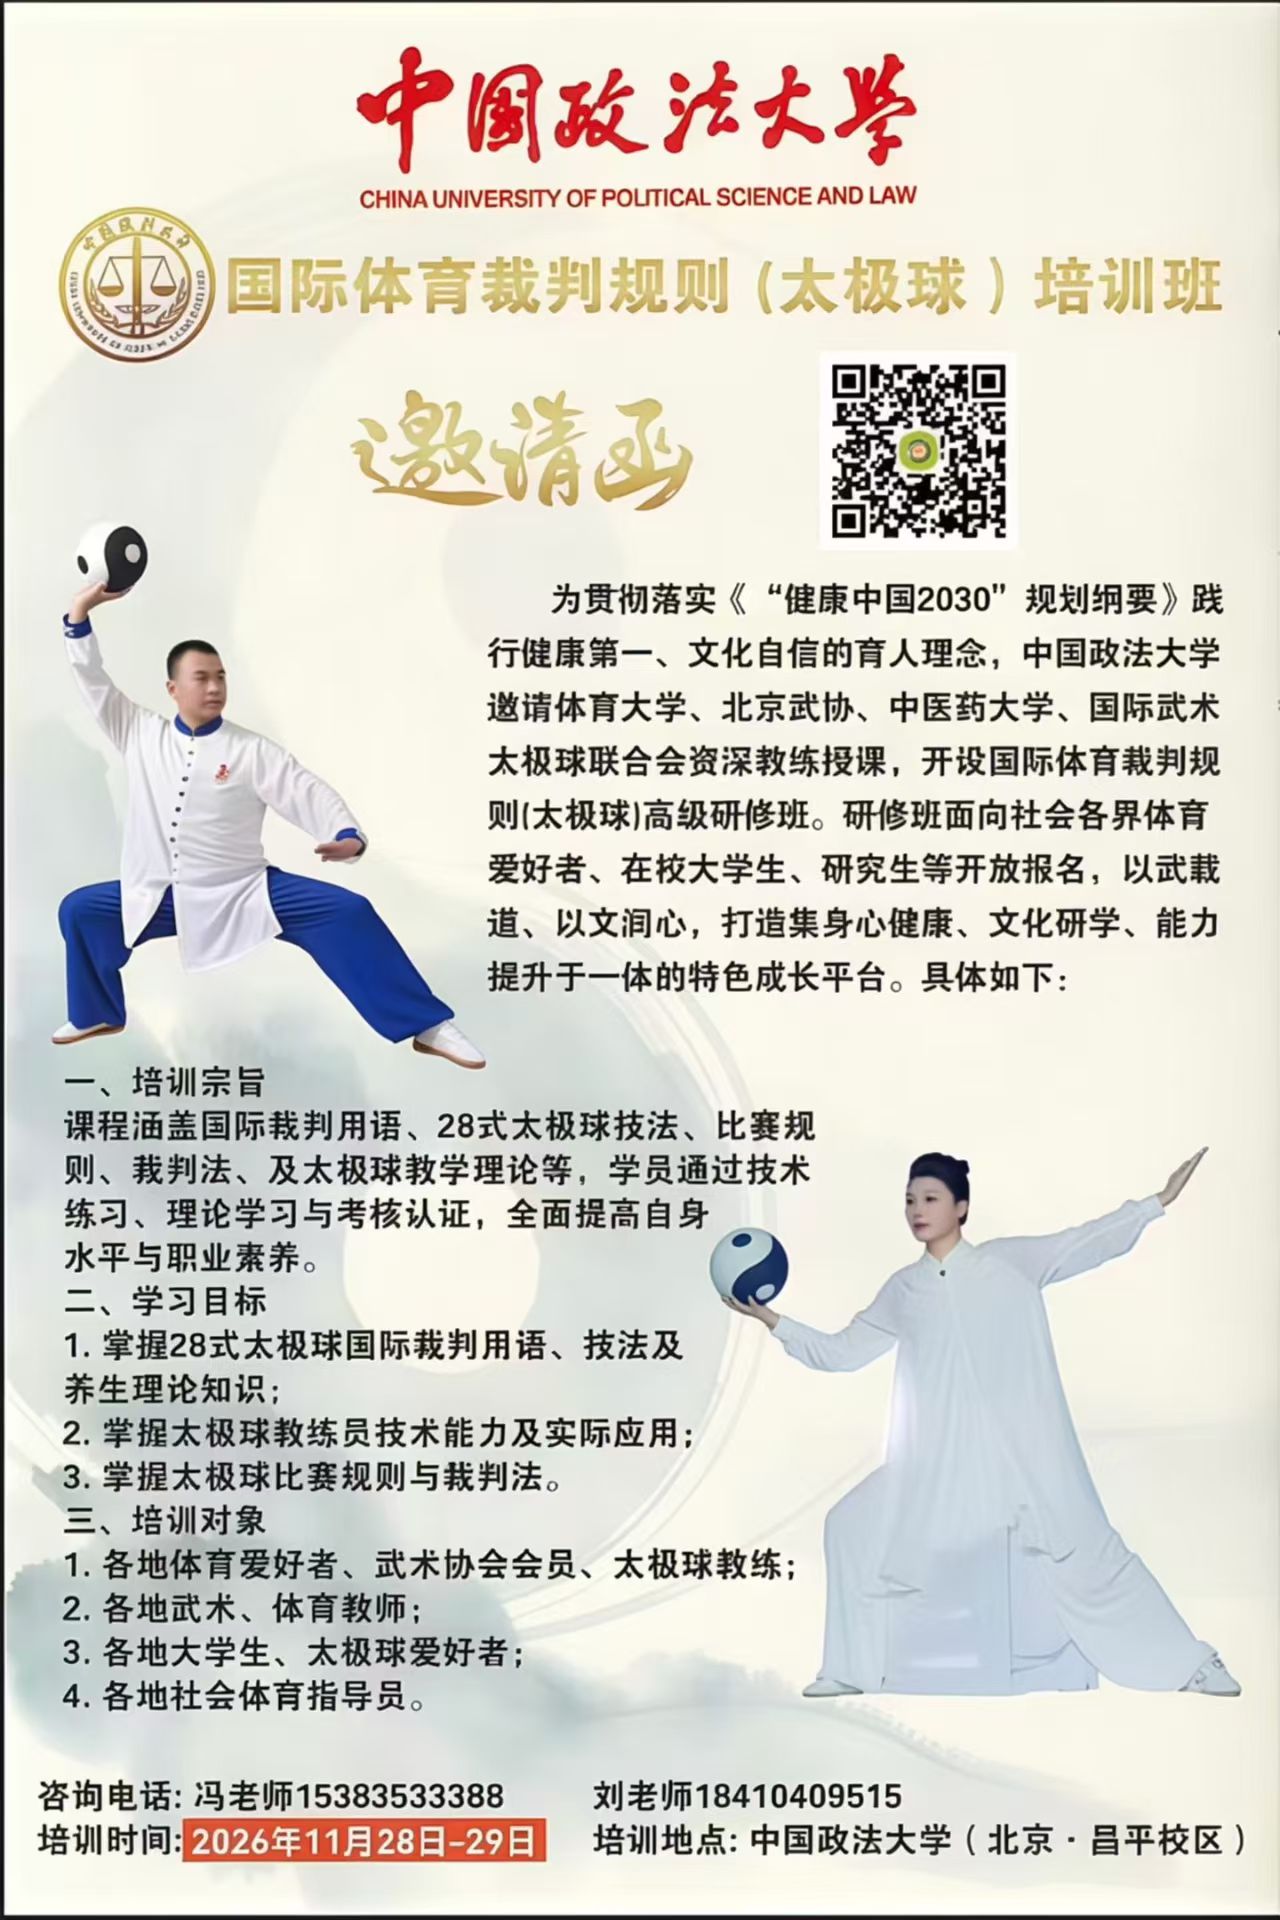 中国政法大学
CHINA UNIVERSITY OF POLITICAL SCIENCE AND LAW
国际体育裁判规则(太极球)培训班
邀请函
为贯彻落实《“健康中国2030”规划纲要》践
行健康第一、文化自信的育人理念，中国政法大学
邀请体育大学、北京武协、中医药大学、国际武术
太极球联合会资深教练授课，开设国际体育裁判规
则(太极球)高级研修班。研修班面向社会各界体育
爱好者、在校大学生、研究生等开放报名，以武载
道、以文润心，打造集身心健康、文化研学、能力
提升于一体的特色成长平台。具体如下：
一、培训宗旨
课程涵盖国际裁判用语、28式太极球技法、比赛规
则、裁判法、及太极球教学理论等，学员通过技术
练习、理论学习与考核认证，全面提高自身
水平与职业素养。
二、学习目标
1. 掌握28式太极球国际裁判用语、技法及
养生理论知识；
2. 掌握太极球教练员技术能力及实际应用；
3. 掌握太极球比赛规则与裁判法。
三、培训对象
1. 各地体育爱好者、武术协会会员、太极球教练；
2. 各地武术、体育教师；
3. 各地大学生、太极球爱好者；
4. 各地社会体育指导员。
咨询电话: 冯老师15383533388 刘老师18410409515
培训时间: 2026年11月28日-29日 培训地点: 中国政法大学（北京·昌平校区）